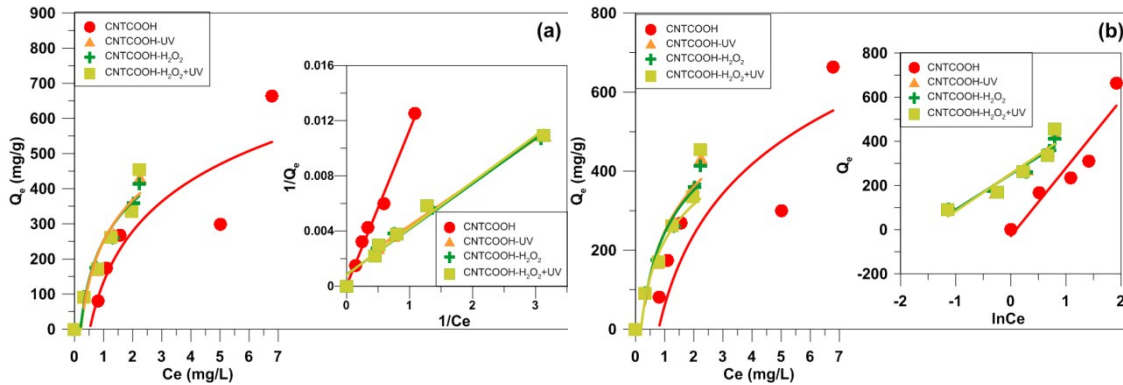 (a)
CNTCOOH
CNTCOOH-UV
CNTCOOH-H₂O₂
CNTCOOH-H₂O₂+UV
Qₑ (mg/g)
900
800
700
600
500
400
300
200
100
0
0 1 2 3 4 5 6 7
Ce (mg/L)
1/Qₑ
0.016
0.012
0.008
0.004
0
0 1 2 3
1/Ce
CNTCOOH
CNTCOOH-UV
CNTCOOH-H₂O₂
CNTCOOH-H₂O₂+UV
(b)
CNTCOOH
CNTCOOH-UV
CNTCOOH-H₂O₂
CNTCOOH-H₂O₂+UV
Qₑ (mg/g)
800
700
600
500
400
300
200
100
0
0 1 2 3 4 5 6 7
Ce (mg/L)
CNTCOOH
CNTCOOH-UV
CNTCOOH-H₂O₂
CNTCOOH-H₂O₂+UV
Qₑ
800
600
400
200
0
-200
-2 -1 0 1 2
lnCe